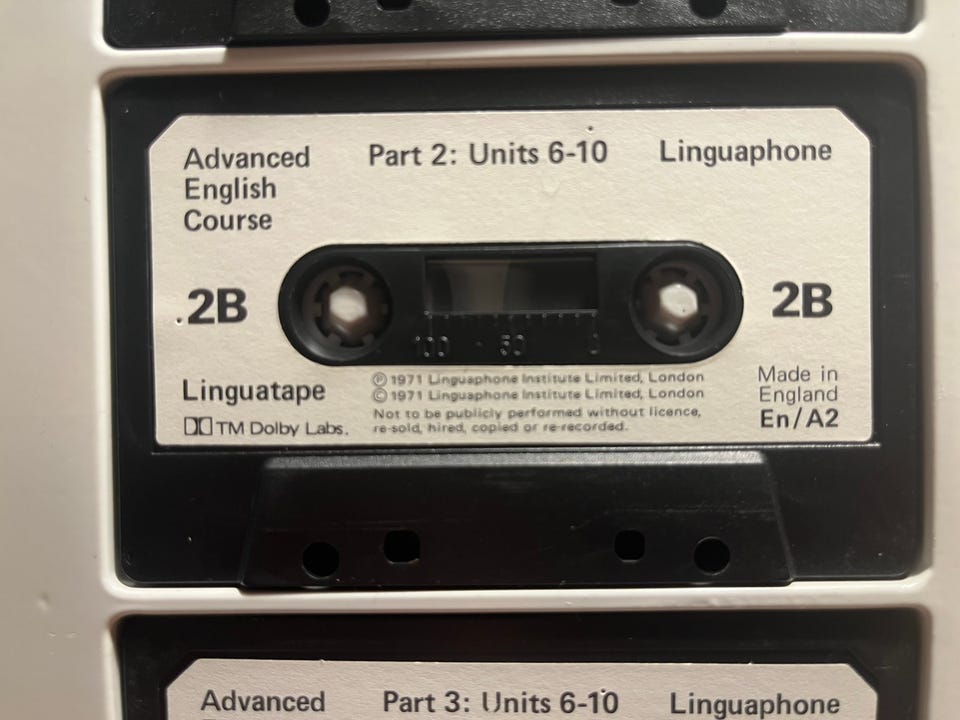 Advanced
English
Course
Part 2: Units 6-10
Linguaphone
2B
2B
100 50 0
Linguatape
TM Dolby Labs.
Ⓟ 1971 Linguaphone Institute Limited, London
© 1971 Linguaphone Institute Limited, London
Not to be publicly performed without licence,
re-sold, hired, copied or re-recorded.
Made in
England
En/A2
Advanced
Part 3: Units 6-10
Linguaphone